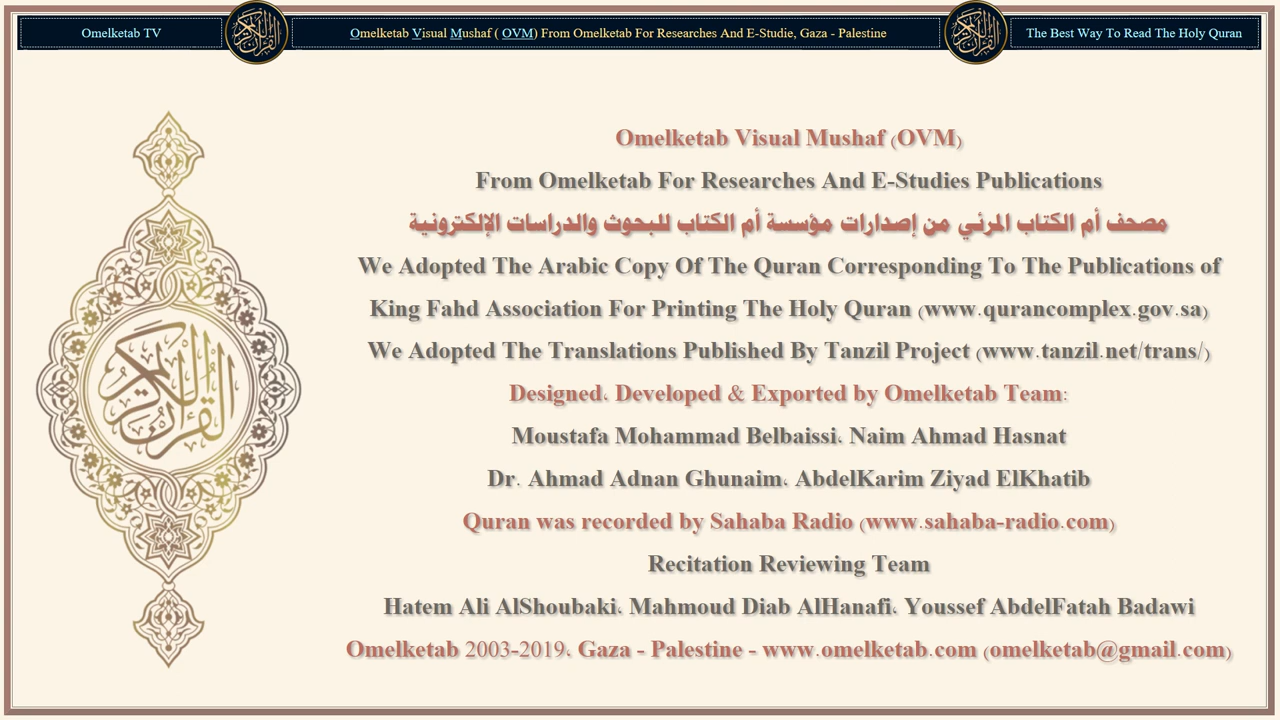 Omelketab TV
Omelketab Visual Mushaf ( OVM) From Omelketab For Researches And E-Studie, Gaza - Palestine
The Best Way To Read The Holy Quran
القرآن الكريم
Omelketab Visual Mushaf (OVM)
From Omelketab For Researches And E-Studies Publications
مصحف أم الكتاب المرئي من إصدارات مؤسسة أم الكتاب للبحوث والدراسات الإلكترونية
We Adopted The Arabic Copy Of The Quran Corresponding To The Publications of
King Fahd Association For Printing The Holy Quran (www.qurancomplex.gov.sa)
We Adopted The Translations Published By Tanzil Project (www.tanzil.net/trans/)
Designed، Developed & Exported by Omelketab Team:
Moustafa Mohammad Belbaissi، Naim Ahmad Hasnat
Dr. Ahmad Adnan Ghunaim، AbdelKarim Ziyad ElKhatib
Quran was recorded by Sahaba Radio (www.sahaba-radio.com)
Recitation Reviewing Team
Hatem Ali AlShoubaki، Mahmoud Diab AlHanafi، Youssef AbdelFatah Badawi
Omelketab 2003-2019، Gaza - Palestine - www.omelketab.com (omelketab@gmail.com)